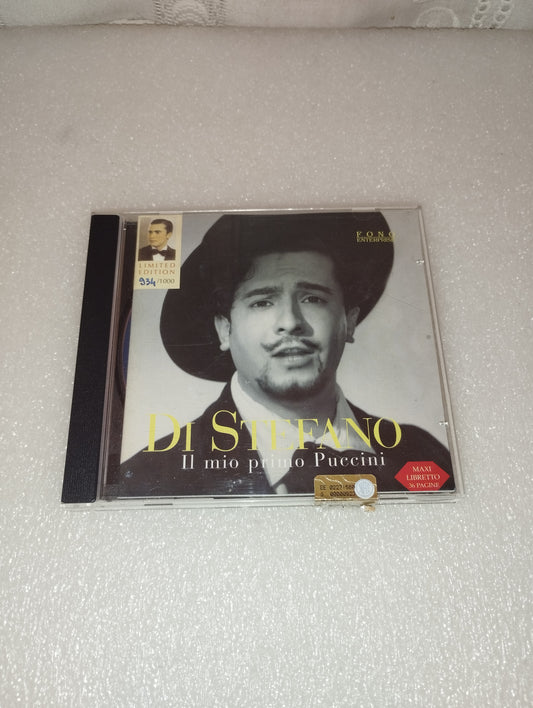 LIMITED
EDITION
934/1000
FONO
ENTERPRISE
DI STEFANO
Il mio primo Puccini
MAXI
LIBRETTO
36 PAGINE